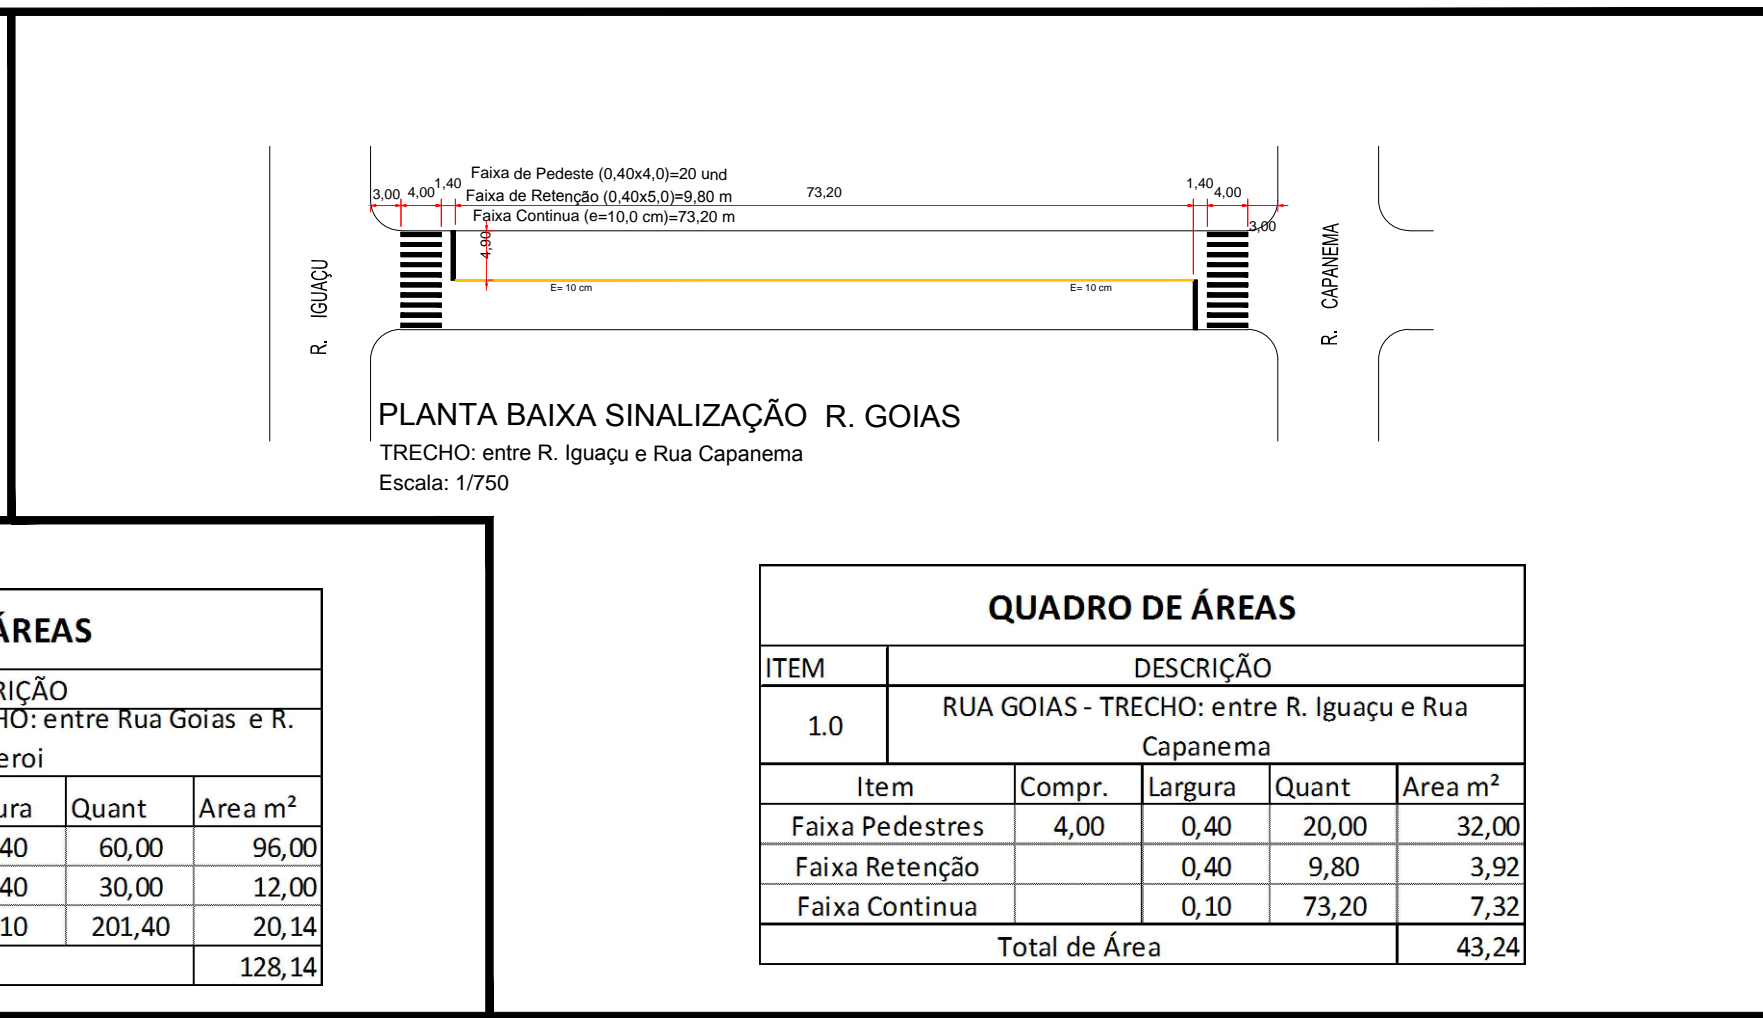 Faixa de Pedeste (0,40x4,0)=20 und
Faixa de Retenção (0,40x5,0)=9,80 m
Faixa Continua (e=10,0 cm)=73,20 m
3,00 4,00 1,40 73,20 1,40 4,00 3,00
4,90
E= 10 cm E= 10 cm
R. IGUAÇU
R. CAPANEMA
PLANTA BAIXA SINALIZAÇÃO R. GOIAS
TRECHO: entre R. Iguaçu e Rua Capanema
Escala: 1/750
ÁREAS
RIÇÃO
HO: entre Rua Goias e R.
eroi
ura Quant Area m²
40 60,00 96,00
40 30,00 12,00
10 201,40 20,14
128,14
QUADRO DE ÁREAS
ITEM DESCRIÇÃO
1.0 RUA GOIAS - TRECHO: entre R. Iguaçu e Rua
Capanema
Item Compr. Largura Quant Area m²
Faixa Pedestres 4,00 0,40 20,00 32,00
Faixa Retenção 0,40 9,80 3,92
Faixa Continua 0,10 73,20 7,32
Total de Área 43,24